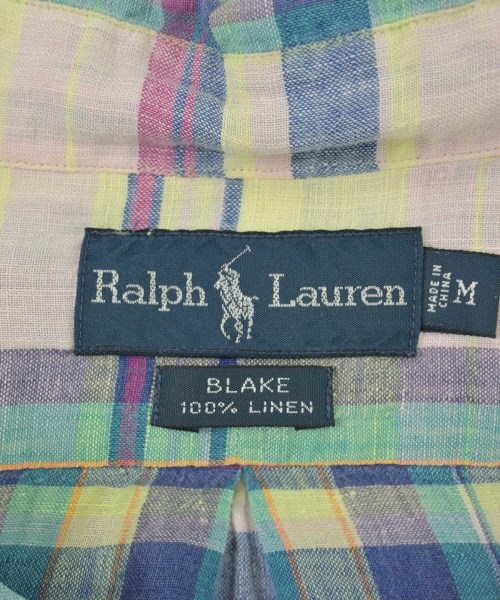 Ralph Lauren
MADE IN
CHINA
M
BLAKE
100% LINEN